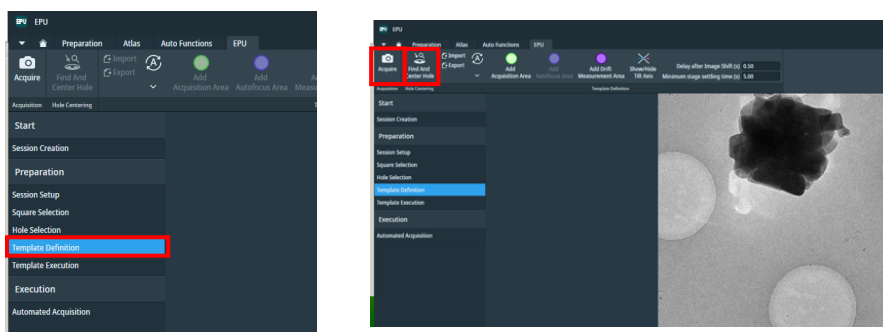 EPU EPU
Preparation Atlas Auto Functions EPU
Import
Export
Acquire
Find And
Center Hole
Add
Acquisition Area
Add
Autofocus Area
Acquisition Hole Centering
Start
Session Creation
Preparation
Session Setup
Square Selection
Hole Selection
Template Definition
Template Execution
Execution
Automated Acquisition
EPU EPU
Preparation Atlas Auto Functions EPU
Import
Export
Acquire
Find And
Center Hole
Add
Acquisition Area
Add
Autofocus Area
Add Drift
Measurement Area
Show/Hide
Tilt Axis
Delay after Image Shift (s) 0.50
Minimum stage settling time (s) 5.00
Acquisition Hole Centering Template Definition
Start
Session Creation
Preparation
Session Setup
Square Selection
Hole Selection
Template Definition
Template Execution
Execution
Automated Acquisition